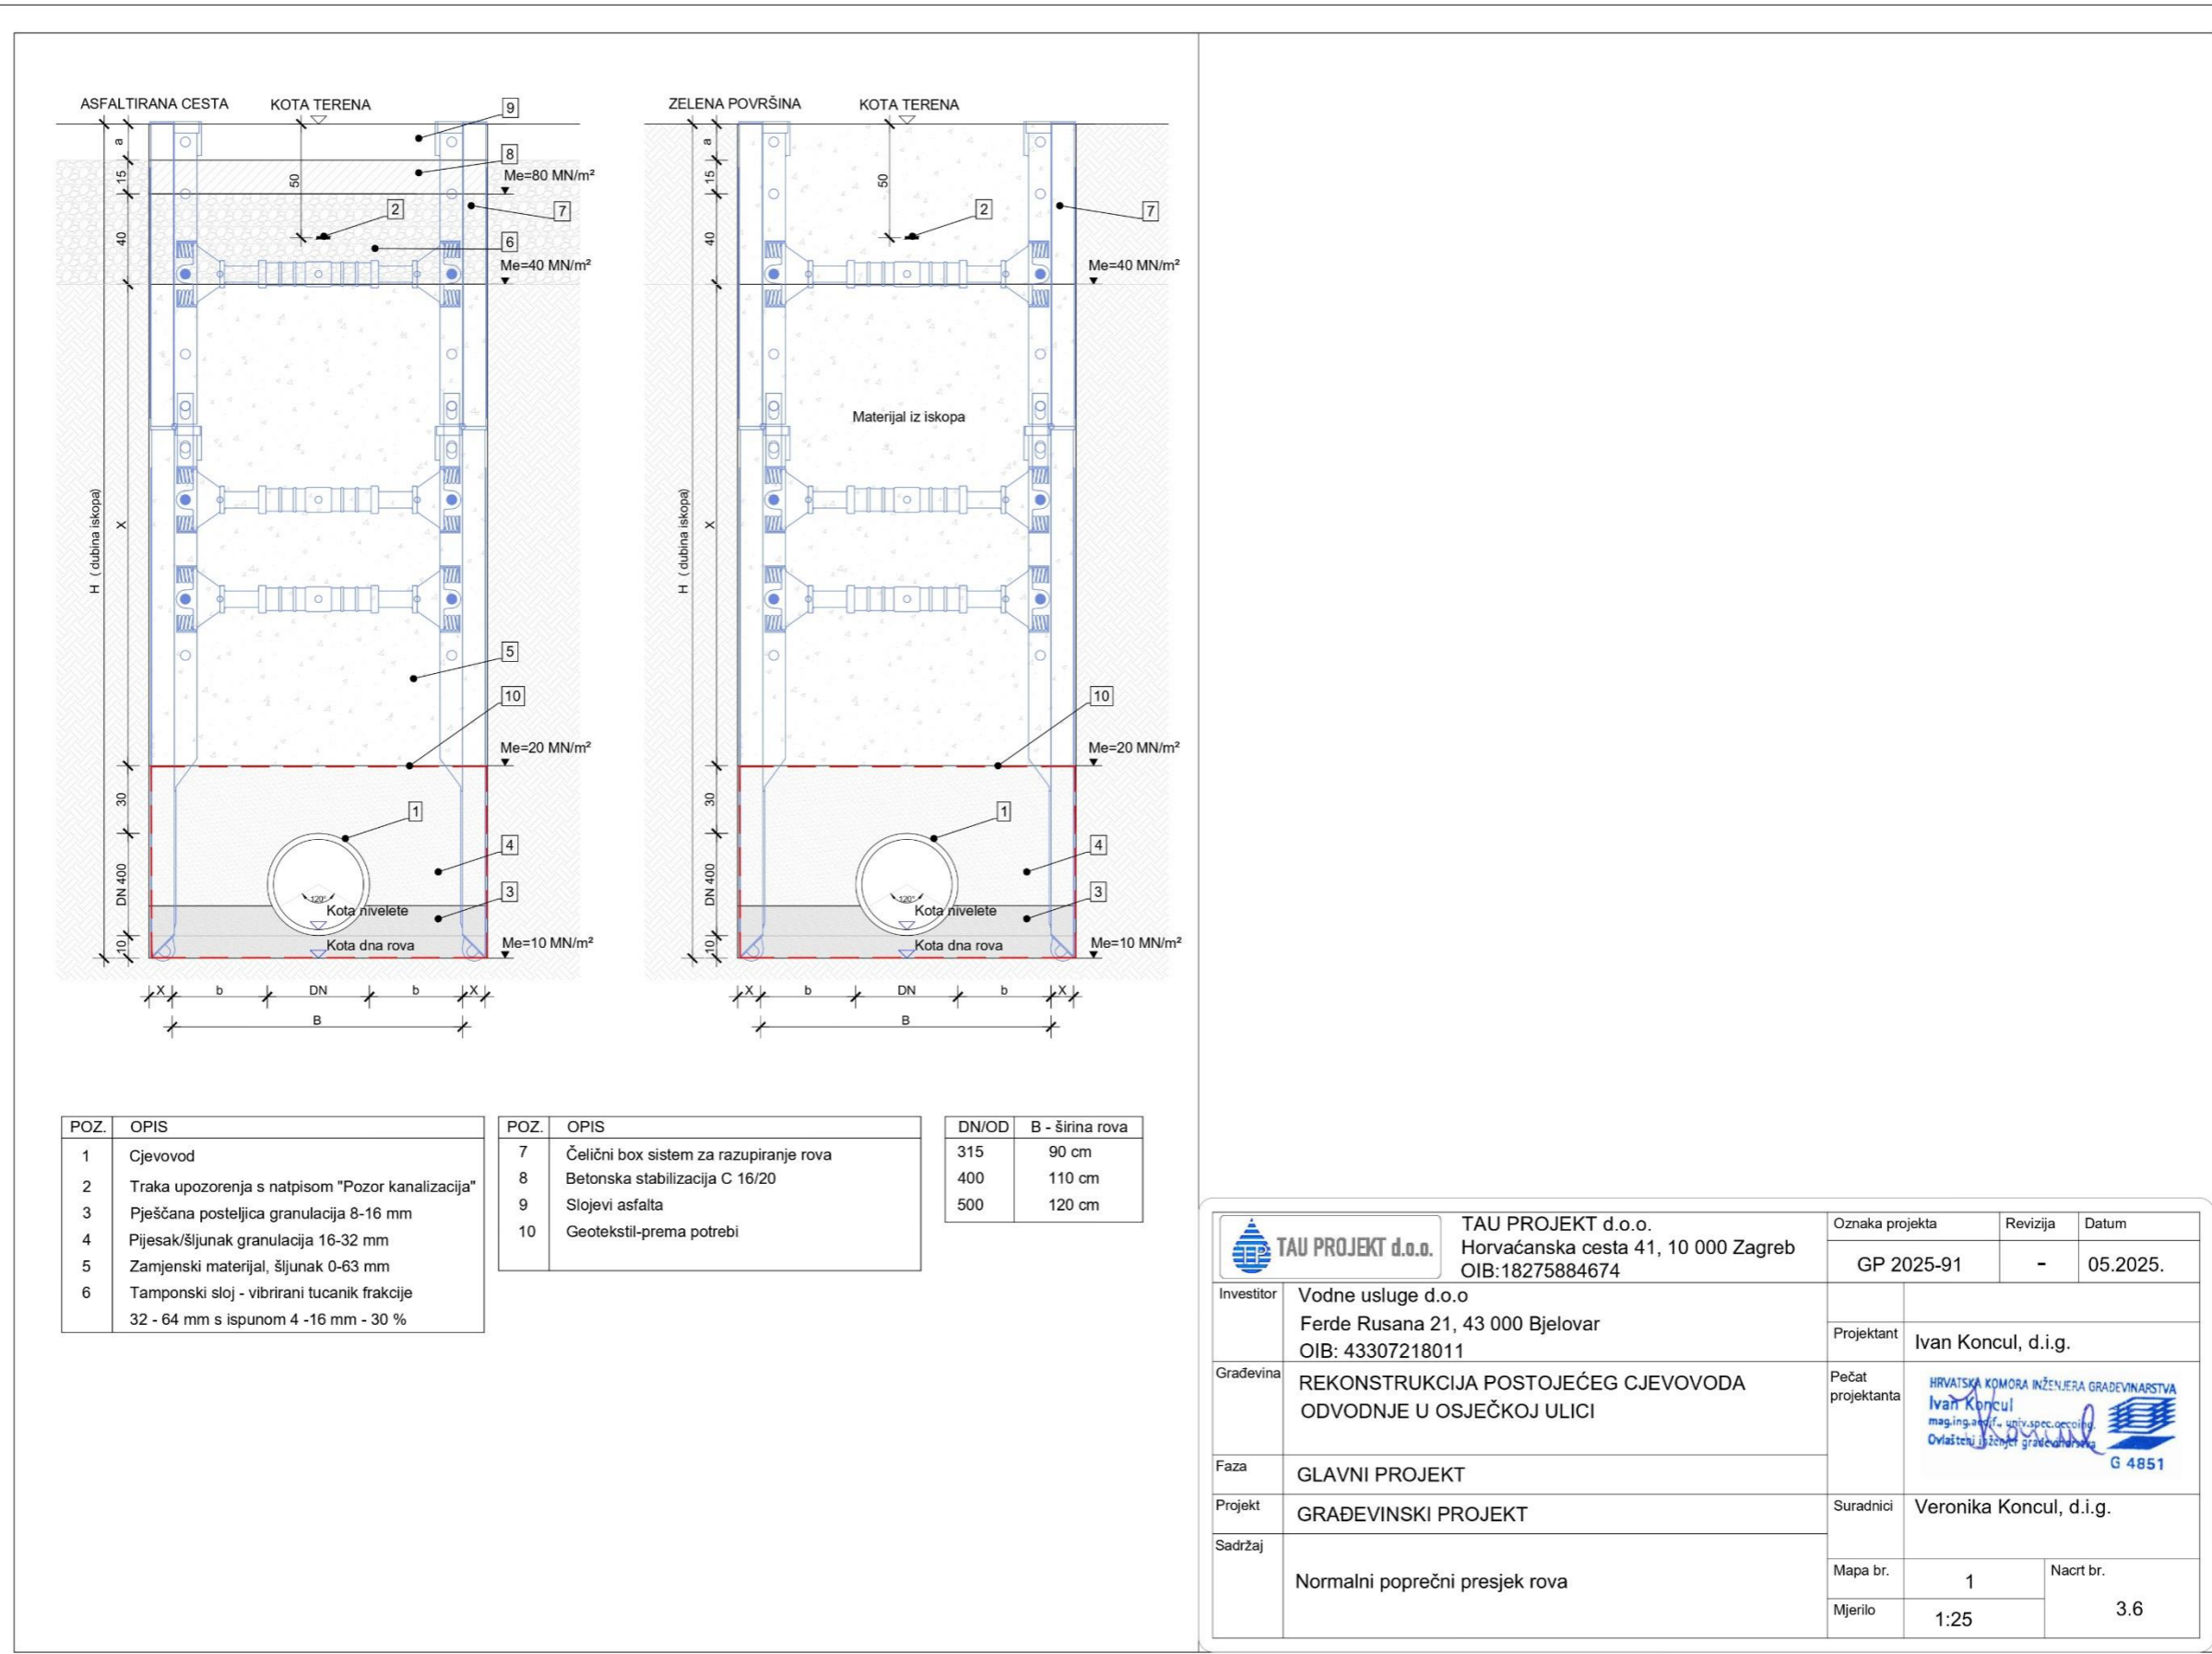 ASFALTIRANA CESTA
KOTA TERENA
9
a
8
15
Me=80 MN/m²
50
2
7
40
6
Me=40 MN/m²
H ( dubina iskopa)
X
5
10
Me=20 MN/m²
30
1
4
DN 400
3
120°
Kota nivelete
Kota dna rova
10
Me=10 MN/m²
X
b
DN
b
X
B
ZELENA POVRŠINA
KOTA TERENA
a
15
50
2
7
40
Me=40 MN/m²
Materijal iz iskopa
H ( dubina iskopa)
X
10
Me=20 MN/m²
30
1
4
DN 400
3
120°
Kota nivelete
Kota dna rova
10
Me=10 MN/m²
X
b
DN
b
X
B
POZ. OPIS
1 Cjevovod
2 Traka upozorenja s natpisom "Pozor kanalizacija"
3 Pješčana posteljica granulacija 8-16 mm
4 Pijesak/šljunak granulacija 16-32 mm
5 Zamjenski materijal, šljunak 0-63 mm
6 Tamponski sloj - vibrirani tucanik frakcije
32 - 64 mm s ispunom 4 -16 mm - 30 %
POZ. OPIS
7 Čelični box sistem za razupiranje rova
8 Betonska stabilizacija C 16/20
9 Slojevi asfalta
10 Geotekstil-prema potrebi
DN/OD B - širina rova
315 90 cm
400 110 cm
500 120 cm
TAU PROJEKT d.o.o.
TAU PROJEKT d.o.o.
Horvaćanska cesta 41, 10 000 Zagreb
OIB:18275884674
Oznaka projekta
Revizija
Datum
GP 2025-91
-
05.2025.
Investitor
Vodne usluge d.o.o
Ferde Rusana 21, 43 000 Bjelovar
OIB: 43307218011
Projektant
Ivan Koncul, d.i.g.
Građevina
REKONSTRUKCIJA POSTOJEĆEG CJEVOVODA
ODVODNJE U OSJEČKOJ ULICI
Pečat
projektanta
HRVATSKA KOMORA INŽENJERA GRAĐEVINARSTVA
Ivan Koncul
mag.ing.aedif., univ.spec.oecoing.
Ovlašteni inženjer građevinarstva
G 4851
Faza
GLAVNI PROJEKT
Projekt
GRAĐEVINSKI PROJEKT
Suradnici
Veronika Koncul, d.i.g.
Sadržaj
Normalni poprečni presjek rova
Mapa br.
1
Nacrt br.
3.6
Mjerilo
1:25